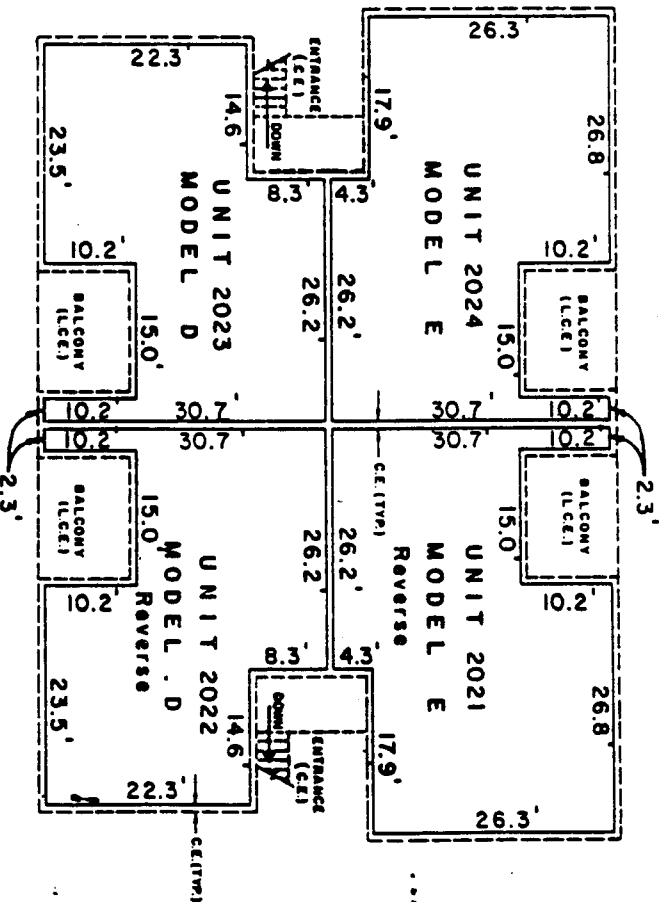 26.3'
22.3'
ENTRANCE
(C.E.)
DOWN
14.6'
17.9'
26.8
23.5'
8.3'
4.3'
UNIT 2024
MODEL E
UNIT 2023
MODEL D
10.2'
10.2'
26.2'
26.2'
BALCONY
(L.C.E.)
15.0'
15.0'
BALCONY
(L.C.E.)
10.2'
30.7'
30.7'
10.2'
10.2'
30.7'
30.7'
10.2'
2.3'
2.3'
C.E.(TYP.)
BALCONY
(L.C.E.)
15.0'
15.0'
BALCONY
(L.C.E.)
26.2'
26.2'
10.2'
10.2'
UNIT 2021
MODEL E
Reverse
UNIT 2022
MODEL . D
Reverse
8.3'
4.3'
23.5'
14.6
DOWN
ENTRANCE
(C.E.)
17.9'
26.8
22.3'
26.3'
C.E.(TYP.)